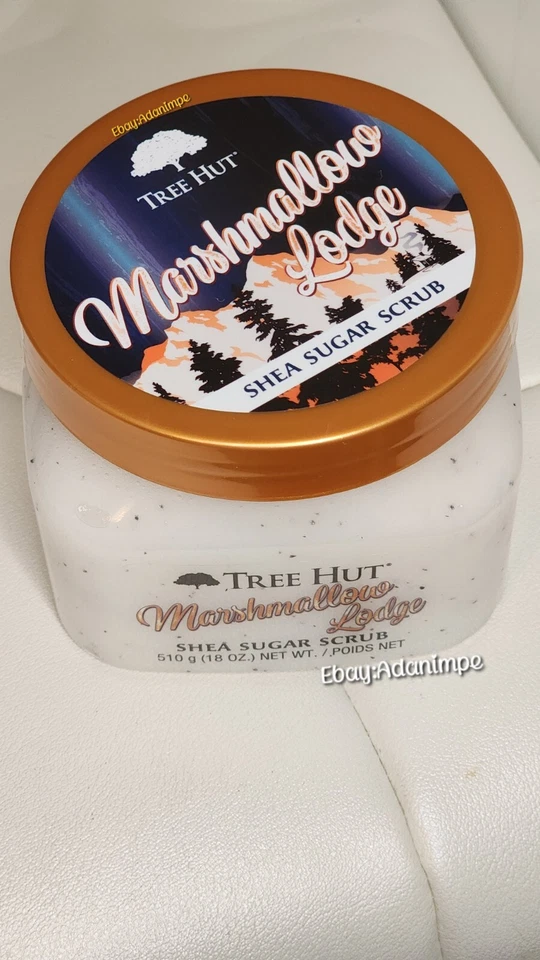 Ebay:Adanimpe
TREE HUT
Marshmallow
Lodge
SHEA SUGAR SCRUB
TREE HUT
Marshmallow
Lodge
SHEA SUGAR SCRUB
510 g (18 OZ.) NET WT. / POIDS NET
Ebay:Adanimpe